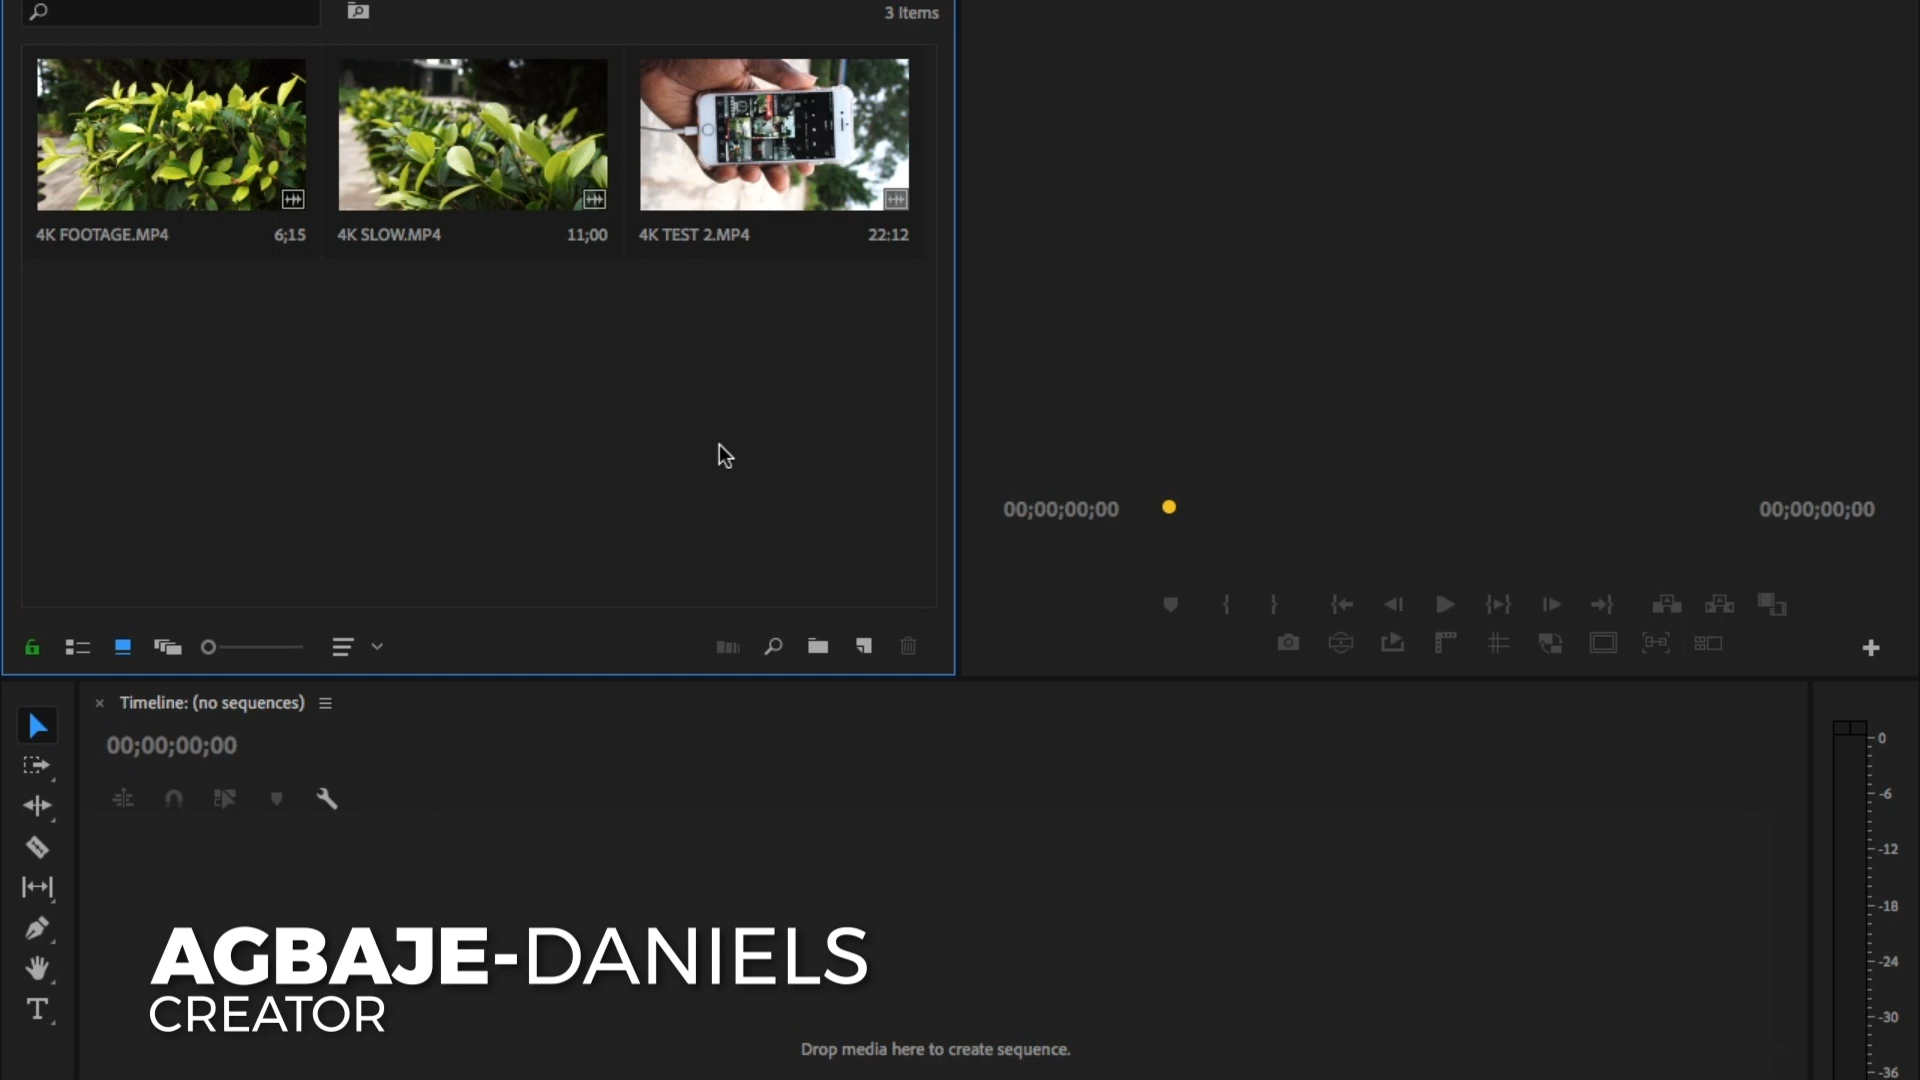 3 Items
4K FOOTAGE.MP4 6;15
4K SLOW.MP4 11;00
4K TEST 2.MP4 22:12
00;00;00;00
00;00;00;00
Timeline: (no sequences)
00;00;00;00
0
-6
-12
-18
-24
-30
-36
AGBAJE-DANIELS
CREATOR
Drop media here to create sequence.